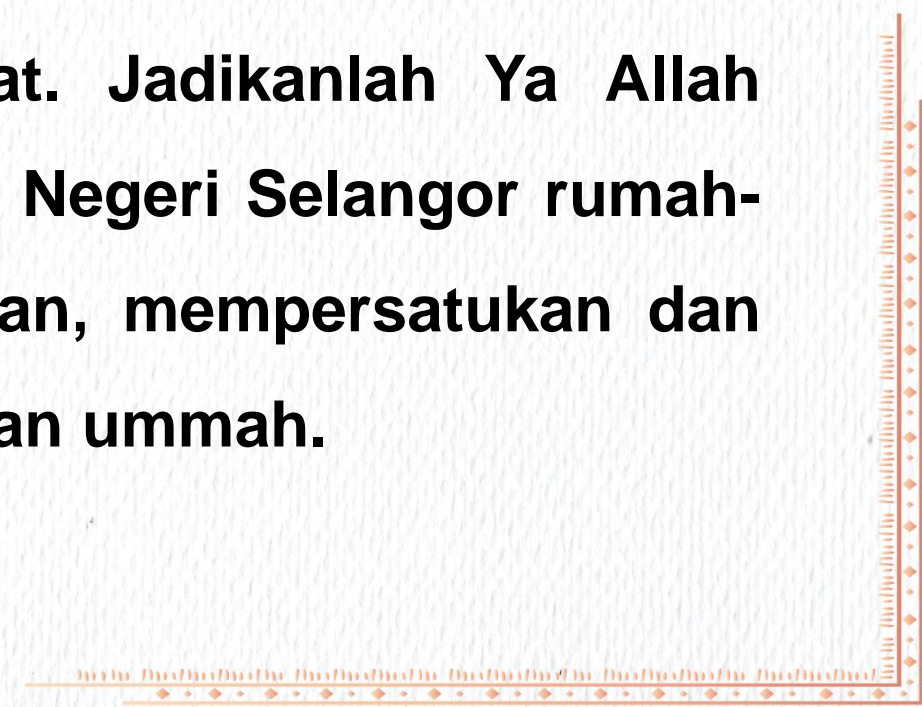 at. Jadikanlah Ya Allah
Negeri Selangor rumah-
an, mempersatukan dan
an ummah.